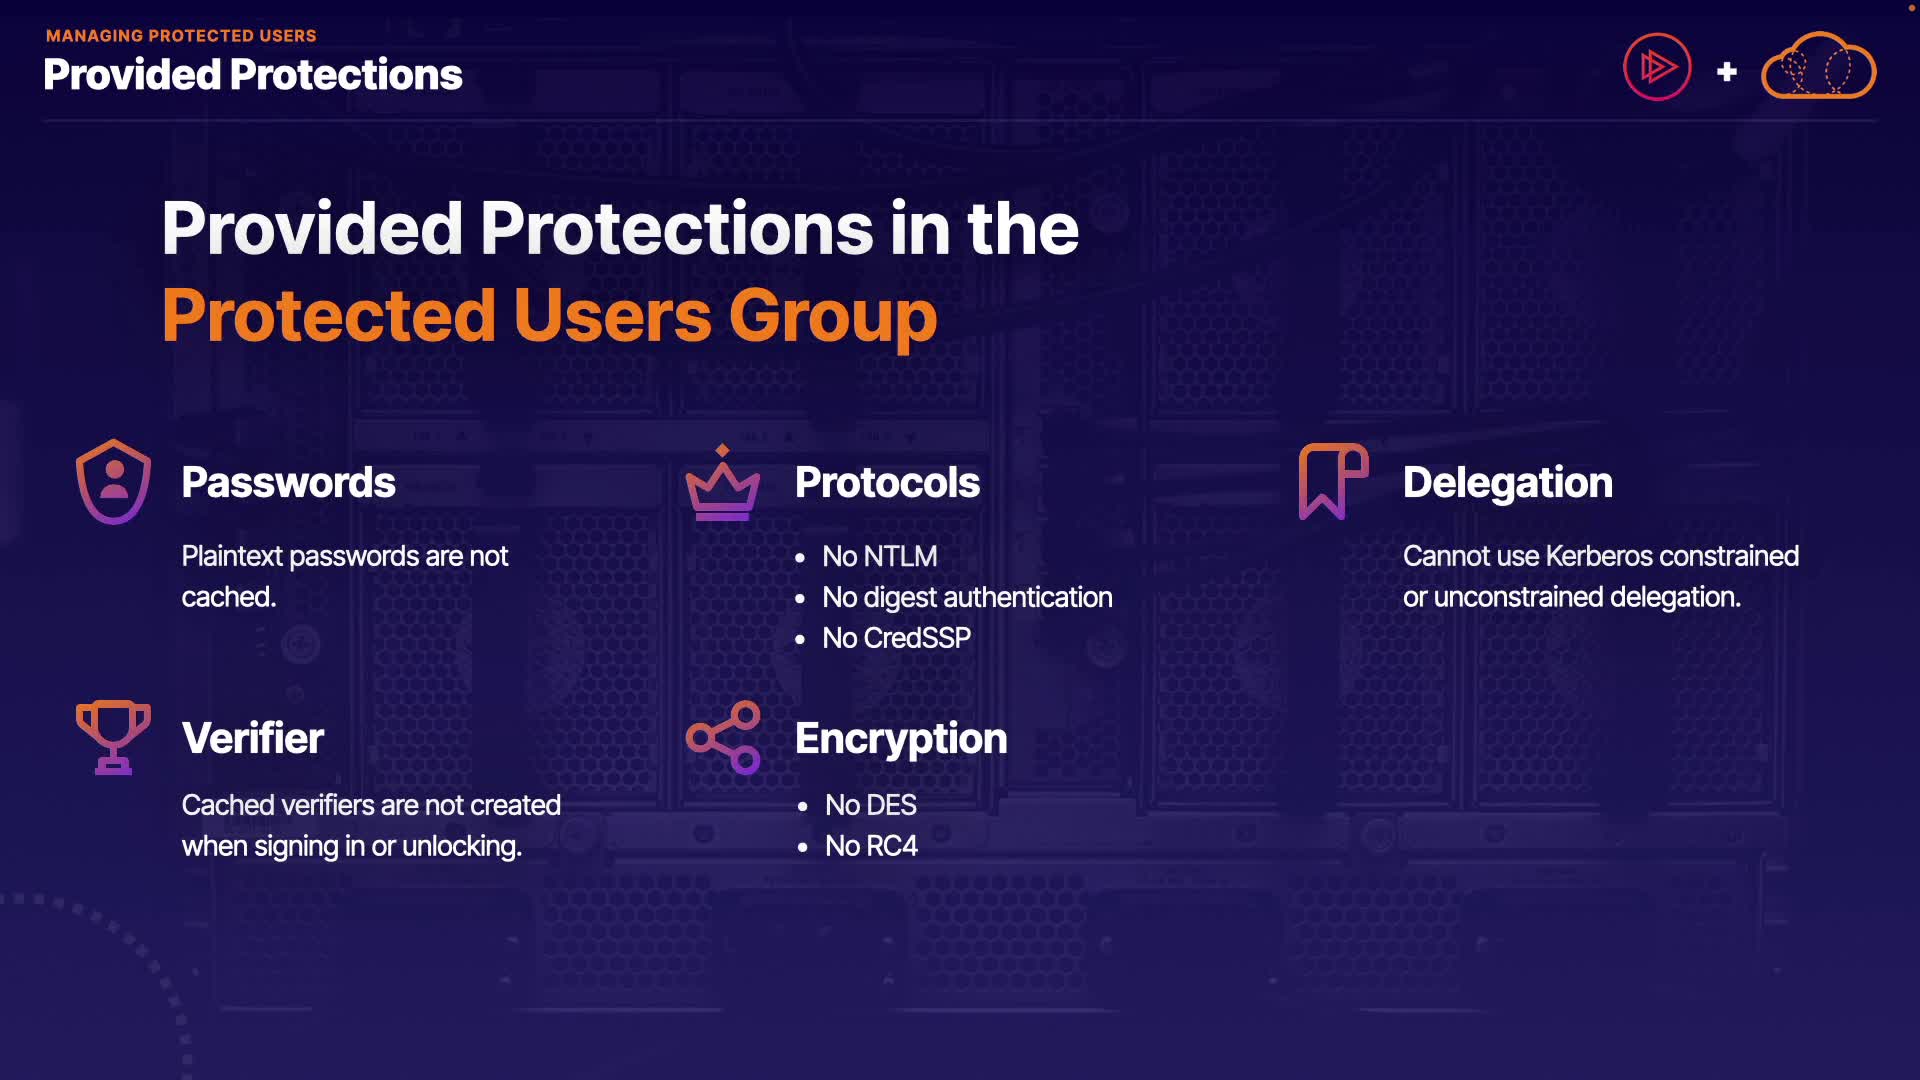 MANAGING PROTECTED USERS
Provided Protections
Provided Protections in the
Protected Users Group
Passwords
Plaintext passwords are not
cached.
Protocols
• No NTLM
• No digest authentication
• No CredSSP
Delegation
Cannot use Kerberos constrained
or unconstrained delegation.
Verifier
Cached verifiers are not created
when signing in or unlocking.
Encryption
• No DES
• No RC4